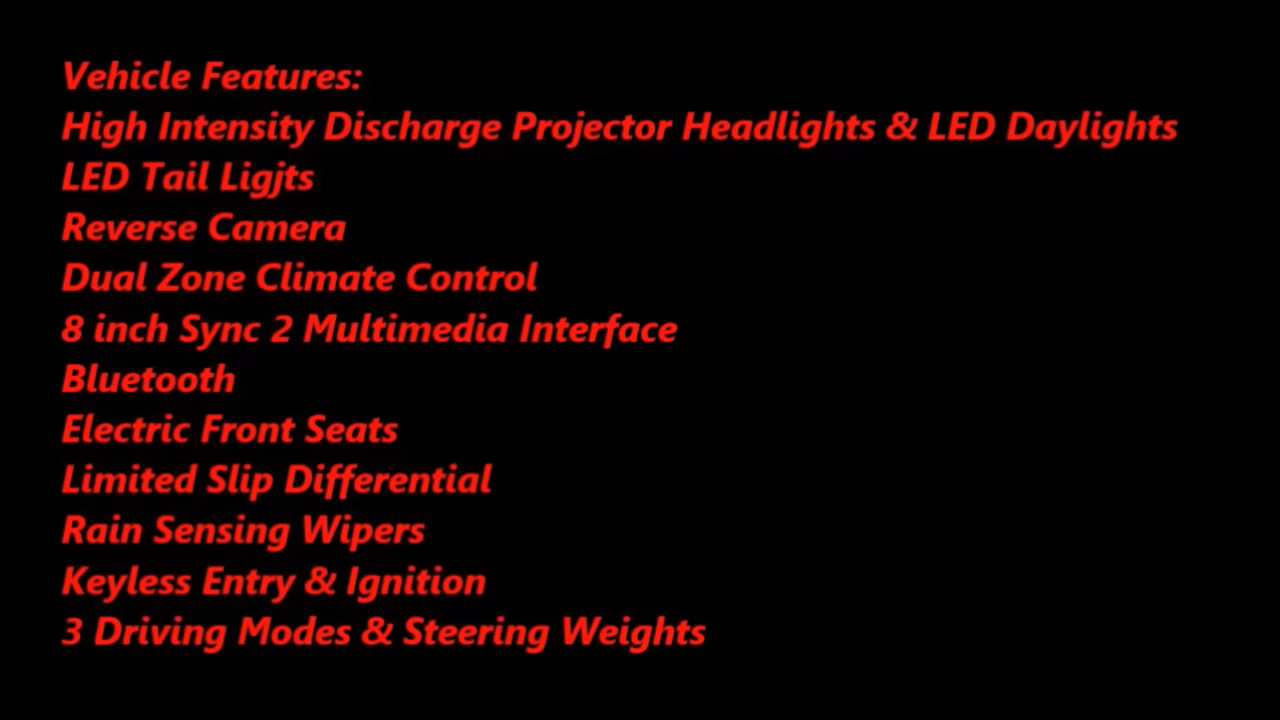 Vehicle Features:
High Intensity Discharge Projector Headlights & LED Daylights
LED Tail Ligjts
Reverse Camera
Dual Zone Climate Control
8 inch Sync 2 Multimedia Interface
Bluetooth
Electric Front Seats
Limited Slip Differential
Rain Sensing Wipers
Keyless Entry & Ignition
3 Driving Modes & Steering Weights